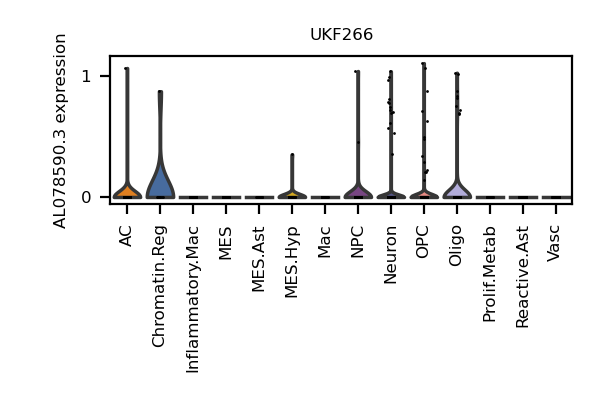 UKF266
AL078590.3 expression
1
0
AC
Chromatin.Reg
Inflammatory.Mac
MES
MES.Ast
MES.Hyp
Mac
NPC
Neuron
OPC
Oligo
Prolif.Metab
Reactive.Ast
Vasc